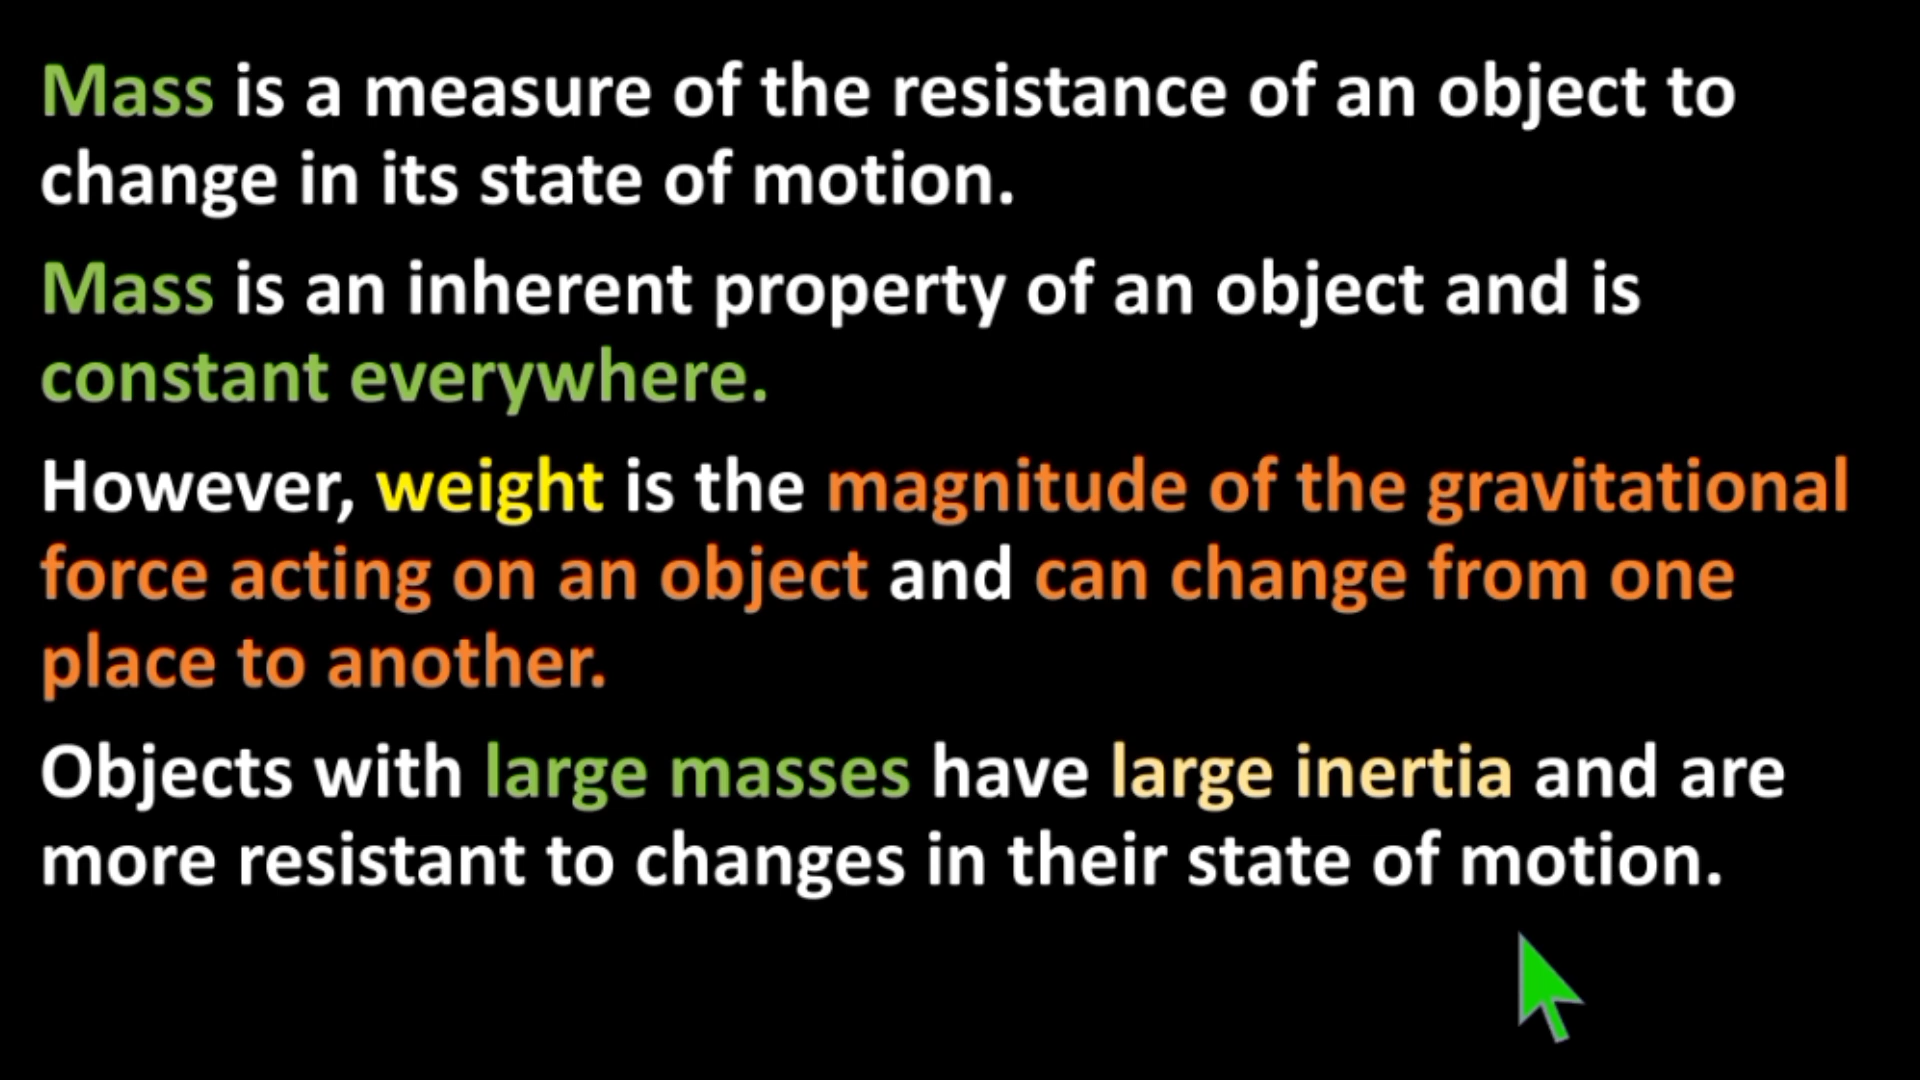 Mass is a measure of the resistance of an object to
change in its state of motion.
Mass is an inherent property of an object and is
constant everywhere.
However, weight is the magnitude of the gravitational
force acting on an object and can change from one
place to another.
Objects with large masses have large inertia and are
more resistant to changes in their state of motion.